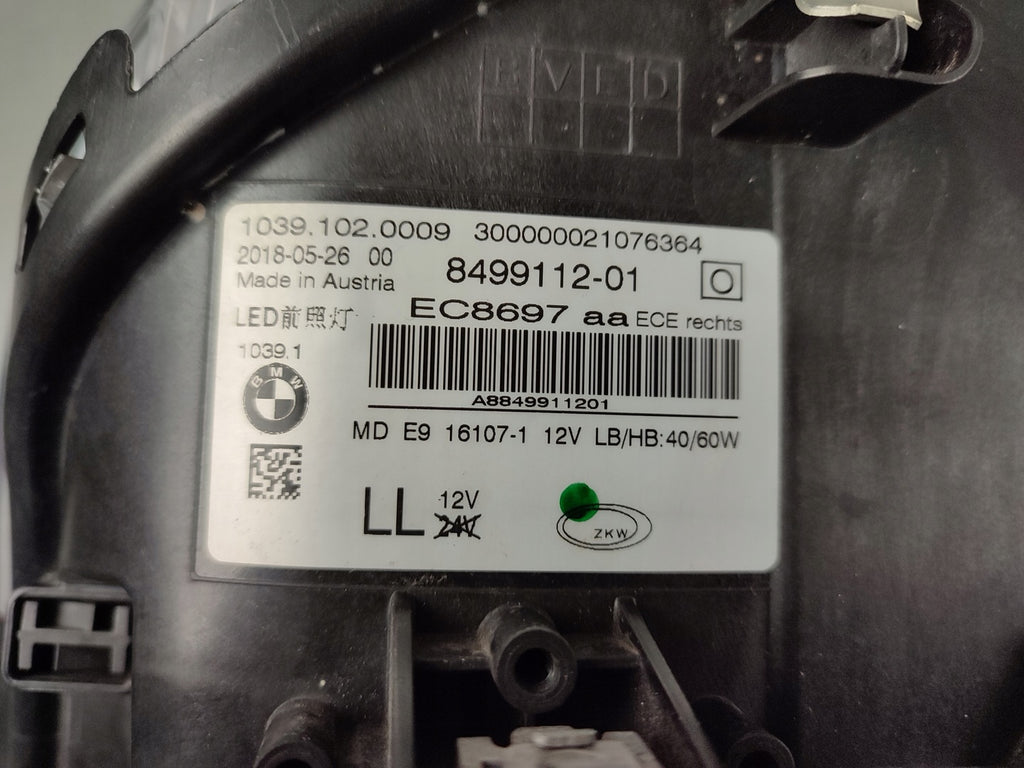 B V E D
1039.102.0009 300000021076364
2018-05-26 00 8499112-01
Made in Austria
EC8697 aa ECE rechts
LED前照灯
1039.1
BMW
A8849911201
MD E9 16107-1 12V LB/HB:40/60W
LL 12V
24V
ZKW